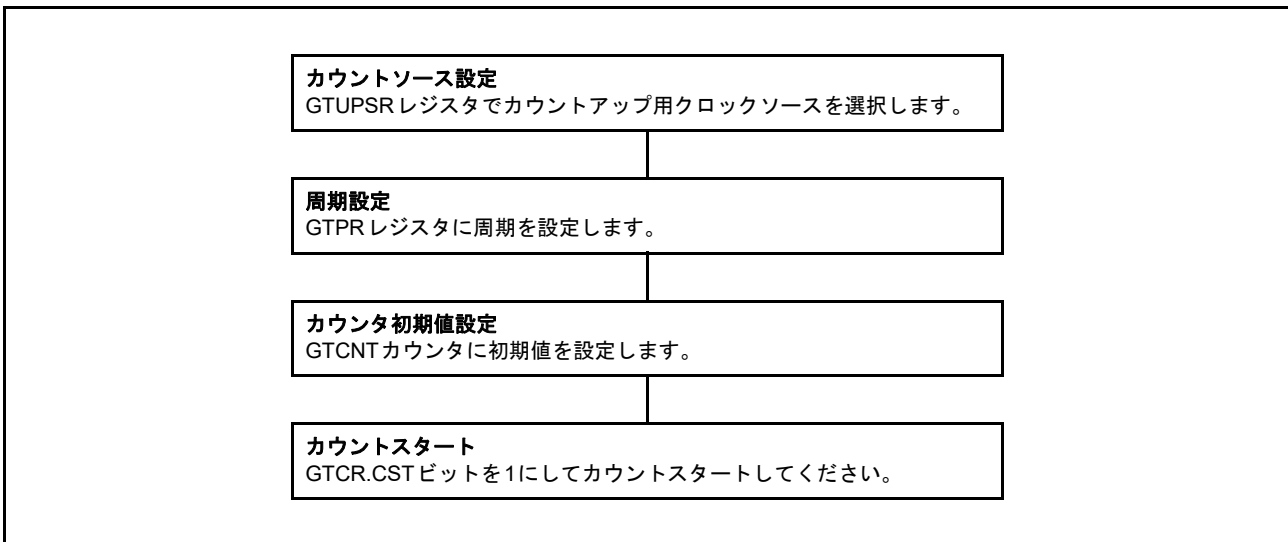 カウントソース設定
GTUPSRレジスタでカウントアップ用クロックソースを選択します。
周期設定
GTPRレジスタに周期を設定します。
カウンタ初期値設定
GTCNTカウンタに初期値を設定します。
カウントスタート
GTCR.CSTビットを1にしてカウントスタートしてください。